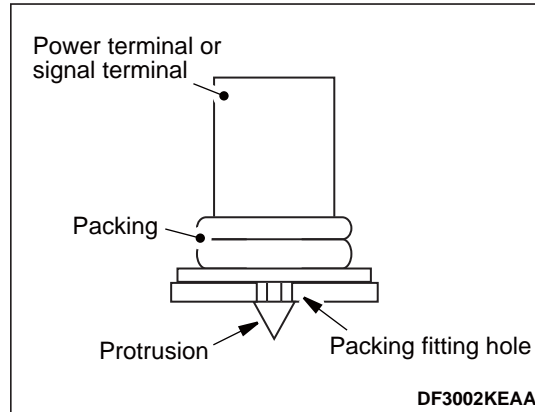 Power terminal or
signal terminal
Packing
Protrusion
Packing fitting hole
DF3002KEAA